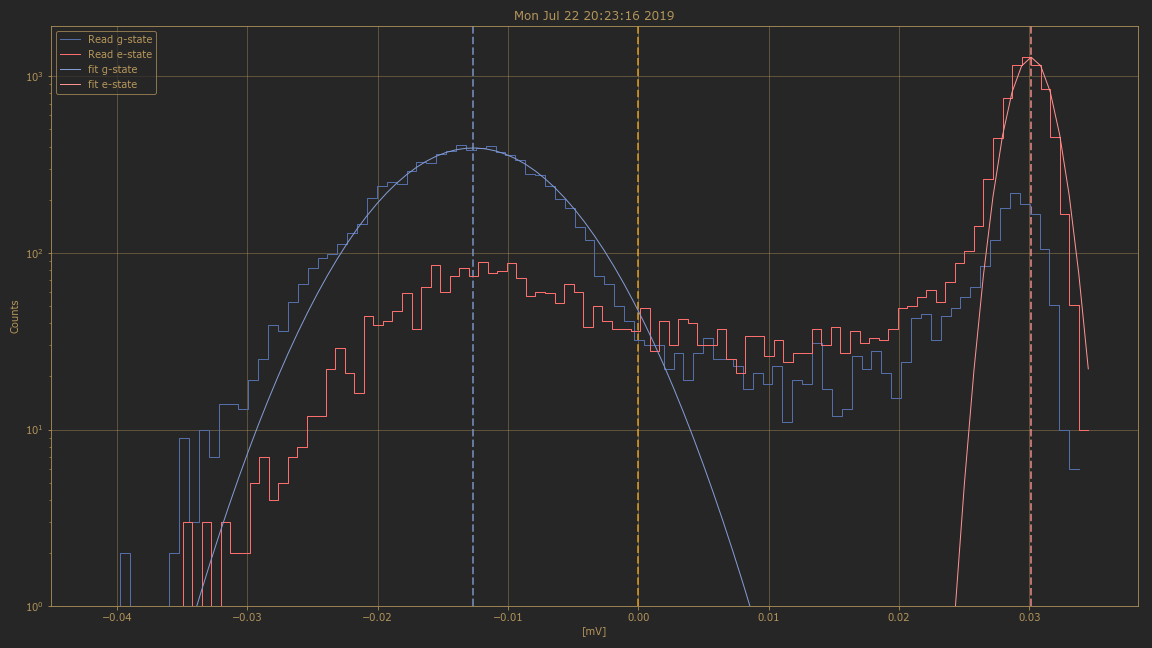 Mon Jul 22 20:23:16 2019
Read g-state
Read e-state
fit g-state
fit e-state
Counts
10³
10²
10¹
10⁰
−0.04 −0.03 −0.02 −0.01 0.00 0.01 0.02 0.03
[mV]